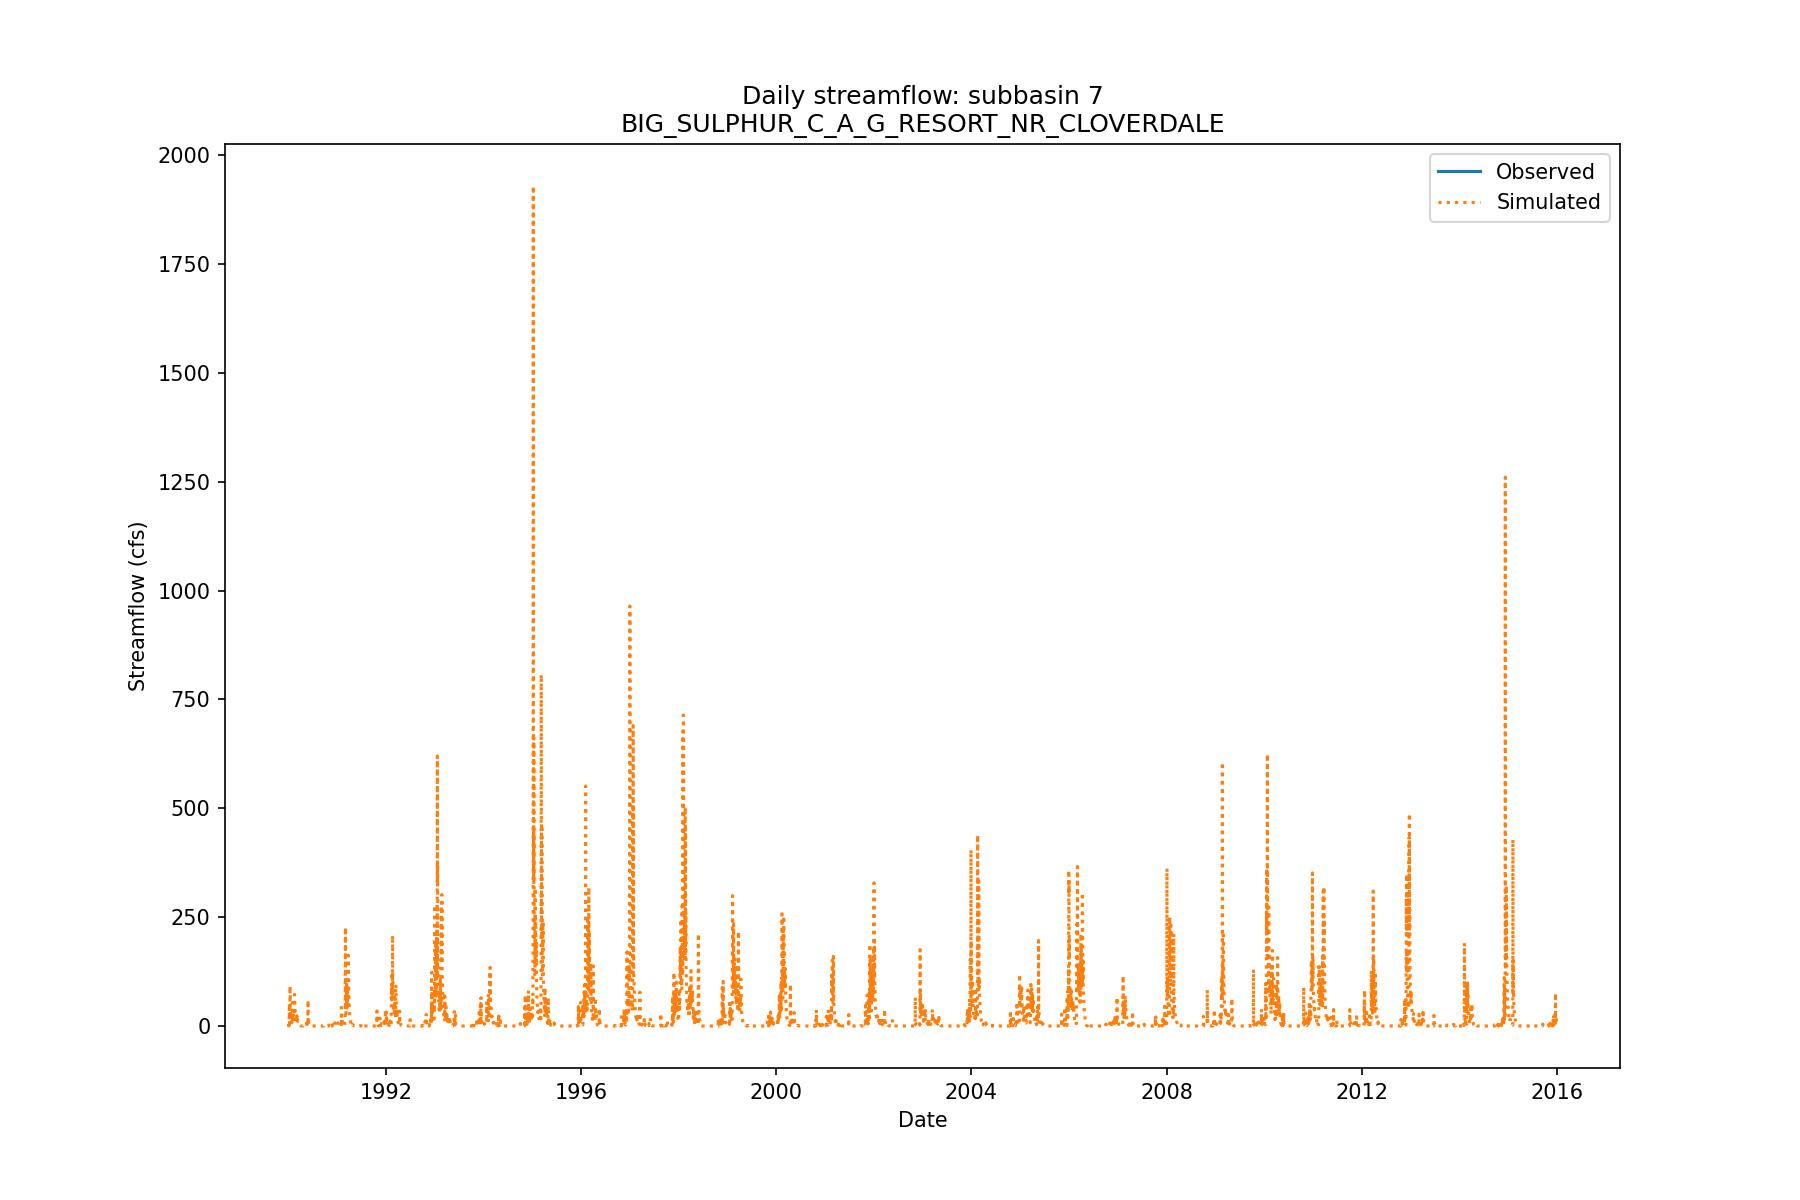 Daily streamflow: subbasin 7
BIG_SULPHUR_C_A_G_RESORT_NR_CLOVERDALE
Observed
Simulated
2000
1750
1500
1250
1000
750
500
250
0
Streamflow (cfs)
1992 1996 2000 2004 2008 2012 2016
Date